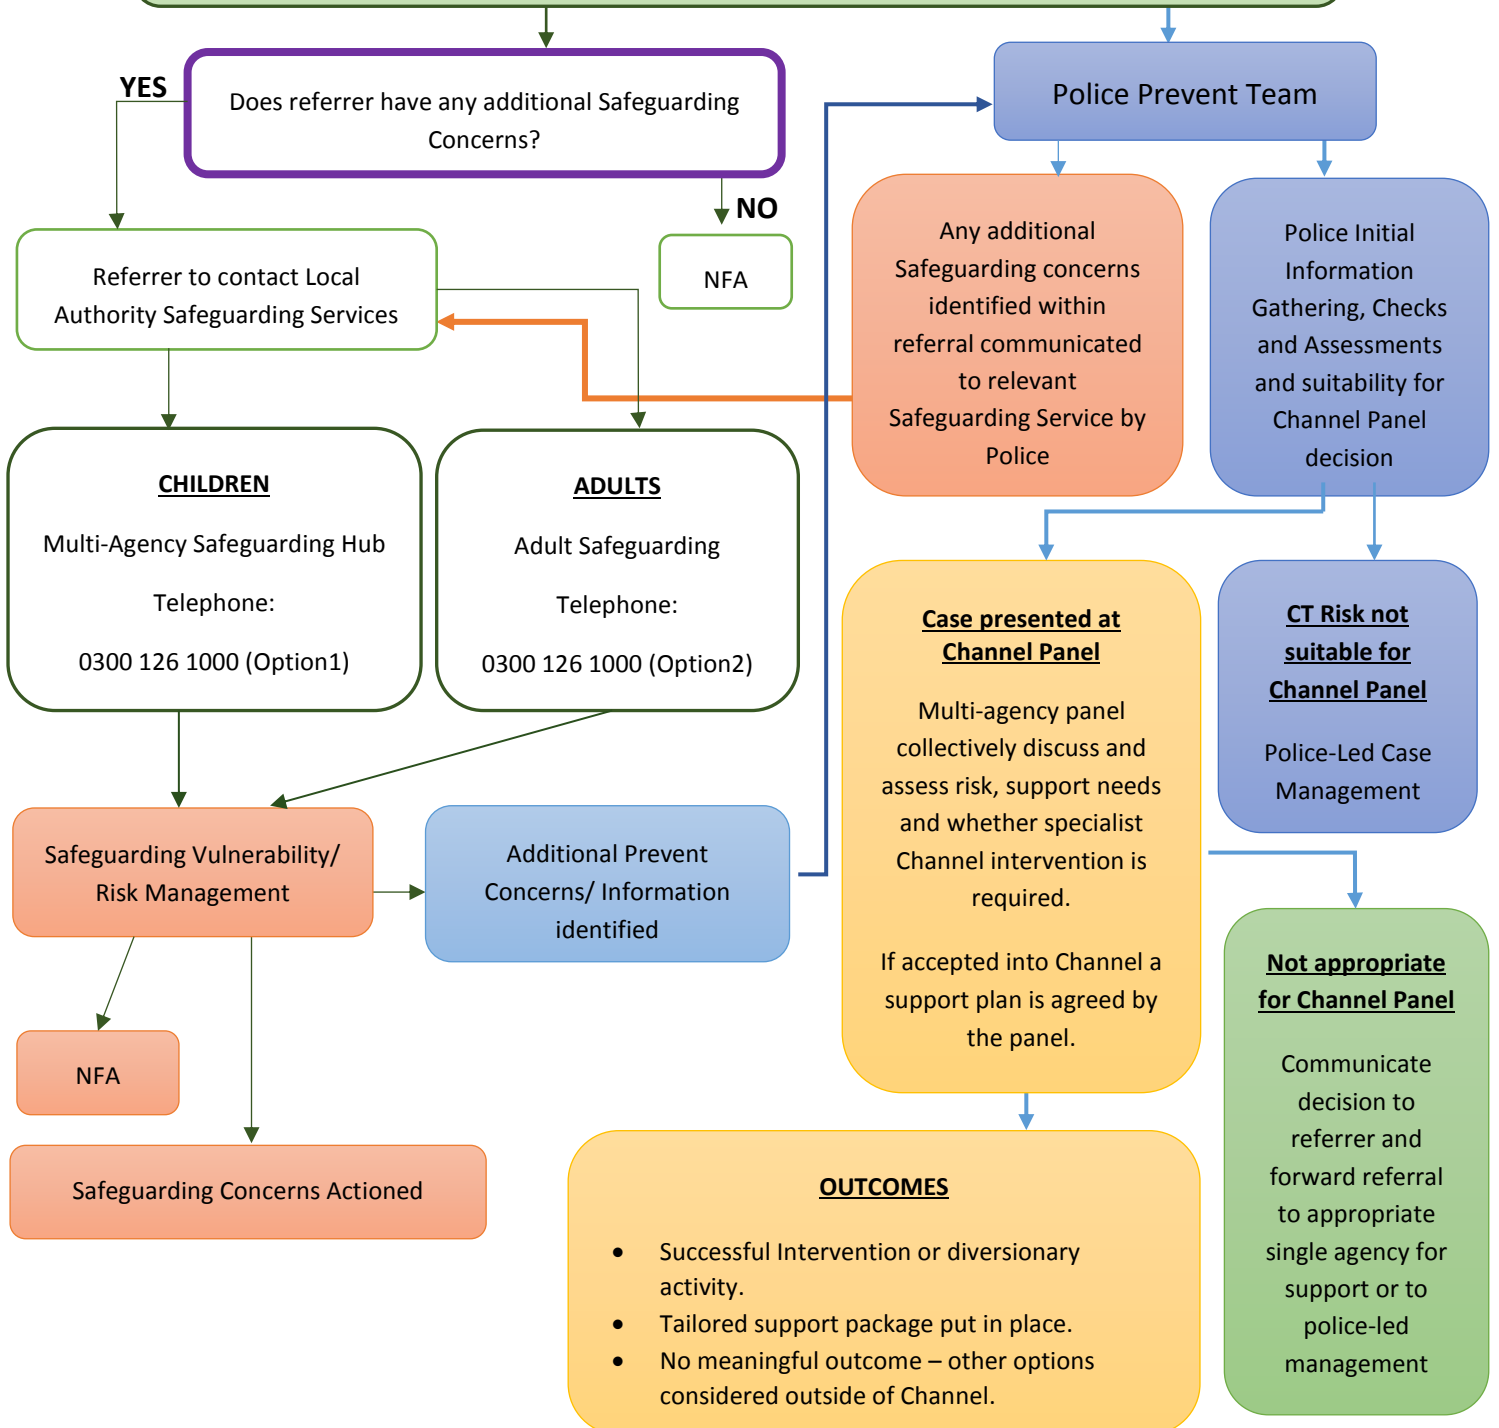 YES
Does referrer have any additional Safeguarding
Concerns?
NO
NFA
Referrer to contact Local
Authority Safeguarding Services
CHILDREN
Multi-Agency Safeguarding Hub
Telephone:
0300 126 1000 (Option1)
ADULTS
Adult Safeguarding
Telephone:
0300 126 1000 (Option2)
Safeguarding Vulnerability/
Risk Management
Additional Prevent
Concerns/ Information
identified
NFA
Safeguarding Concerns Actioned
Police Prevent Team
Any additional
Safeguarding concerns
identified within
referral communicated
to relevant
Safeguarding Service by
Police
Police Initial
Information
Gathering, Checks
and Assessments
and suitability for
Channel Panel
decision
Case presented at
Channel Panel
Multi-agency panel
collectively discuss and
assess risk, support needs
and whether specialist
Channel intervention is
required.
If accepted into Channel a
support plan is agreed by
the panel.
CT Risk not
suitable for
Channel Panel
Police-Led Case
Management
Not appropriate
for Channel Panel
Communicate
decision to
referrer and
forward referral
to appropriate
single agency for
support or to
police-led
management
OUTCOMES
• Successful Intervention or diversionary
activity.
• Tailored support package put in place.
• No meaningful outcome – other options
considered outside of Channel.